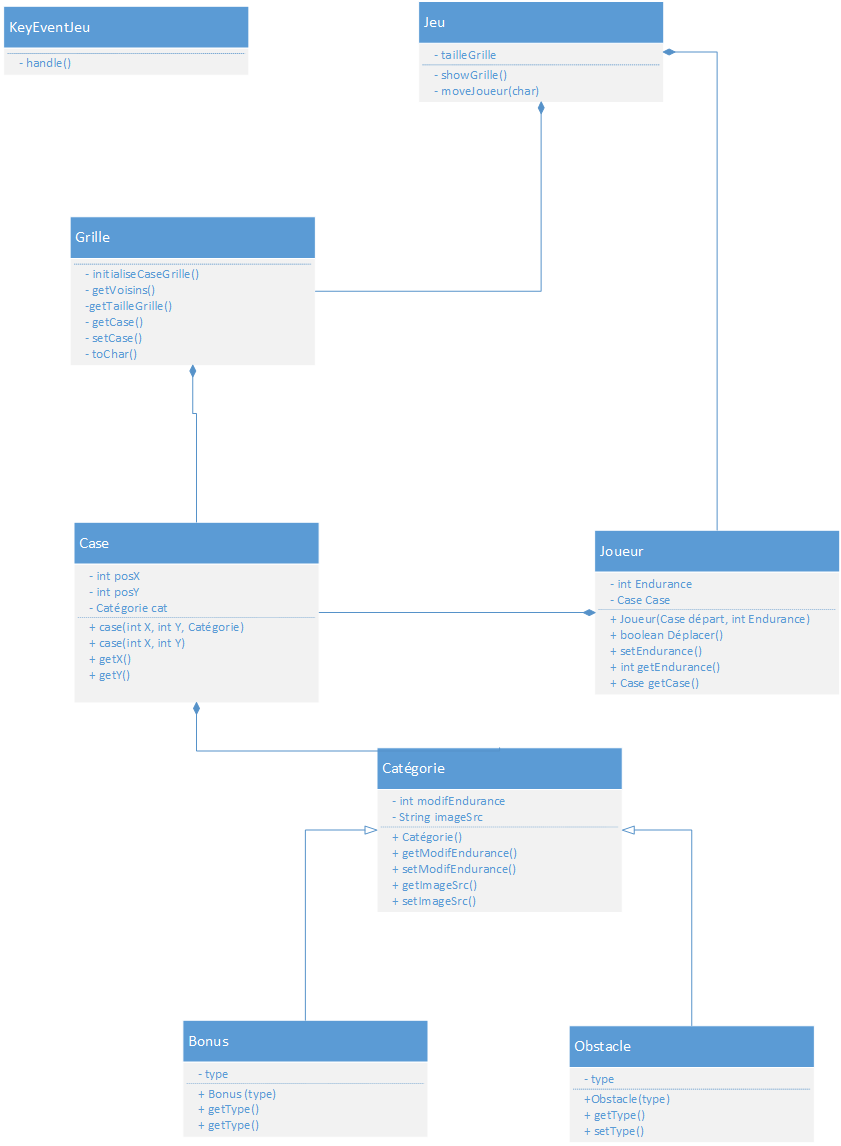 KeyEventJeu
- handle()
Jeu
- tailleGrille
- showGrille()
- moveJoueur(char)
Grille
- initialiseCaseGrille()
- getVoisins()
-getTailleGrille()
- getCase()
- setCase()
- toChar()
Case
- int posX
- int posY
- Catégorie cat
+ case(int X, int Y, Catégorie)
+ case(int X, int Y)
+ getX()
+ getY()
Joueur
- int Endurance
- Case Case
+ Joueur(Case départ, int Endurance)
+ boolean Déplacer()
+ setEndurance()
+ int getEndurance()
+ Case getCase()
Catégorie
- int modifEndurance
- String imageSrc
+ Catégorie()
+ getModifEndurance()
+ setModifEndurance()
+ getImageSrc()
+ setImageSrc()
Bonus
- type
+ Bonus (type)
+ getType()
+ getType()
Obstacle
- type
+Obstacle(type)
+ getType()
+ setType()